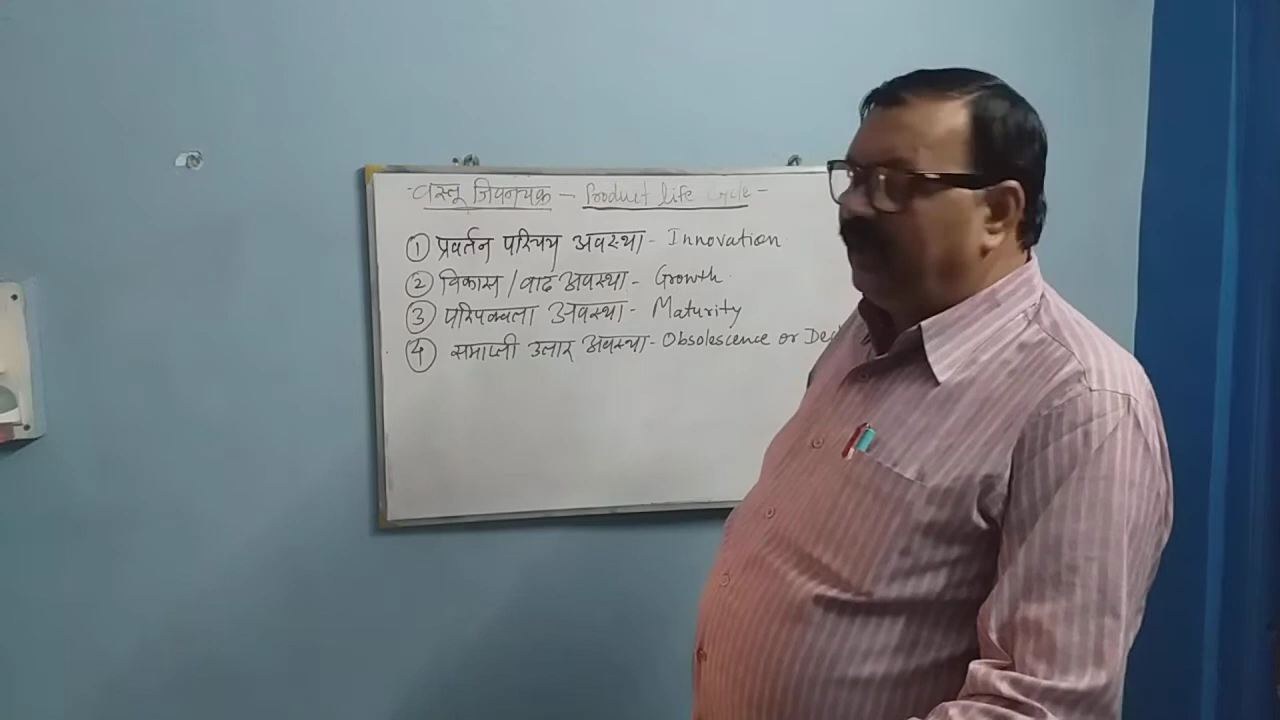 वस्तू जिवनचक्र - Product life cycle -
① प्रवर्तन परिचय अवस्था - Innovation
② विकास / वाढ अवस्था - Growth
③ परिपक्वता अवस्था - Maturity
④ समाप्ती उतार अवस्था - Obsolescence or Dec